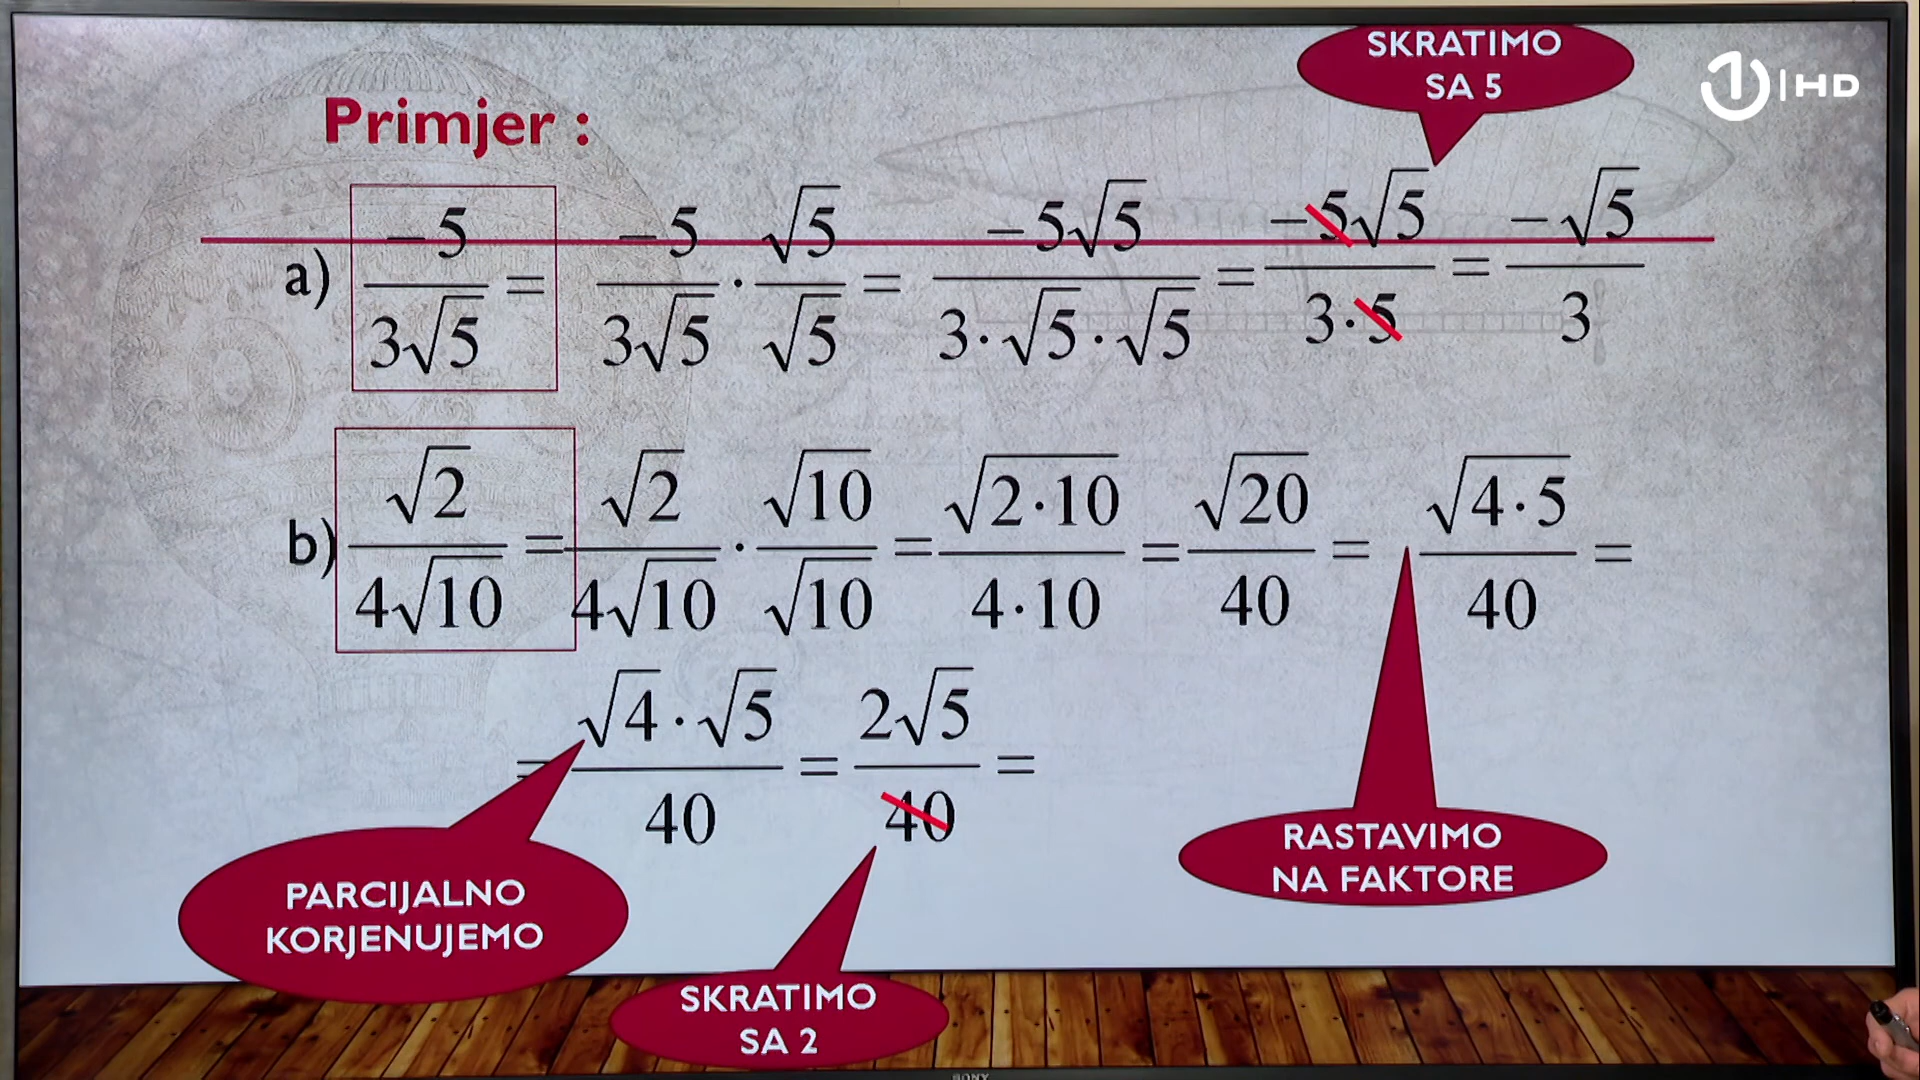 SKRATIMO
SA 5
1 HD
Primjer :
a) −5/(3√5) = −5/(3√5) · √5/√5 = −5√5/(3·√5·√5) = −5√5/(3·5) = −√5/3
b) √2/(4√10) = √2/(4√10) · √10/√10 = √(2·10)/(4·10) = √20/40 = √(4·5)/40 =
= √4·√5/40 = 2√5/40 =
RASTAVIMO
NA FAKTORE
PARCIJALNO
KORJENUJEMO
SKRATIMO
SA 2
SONY